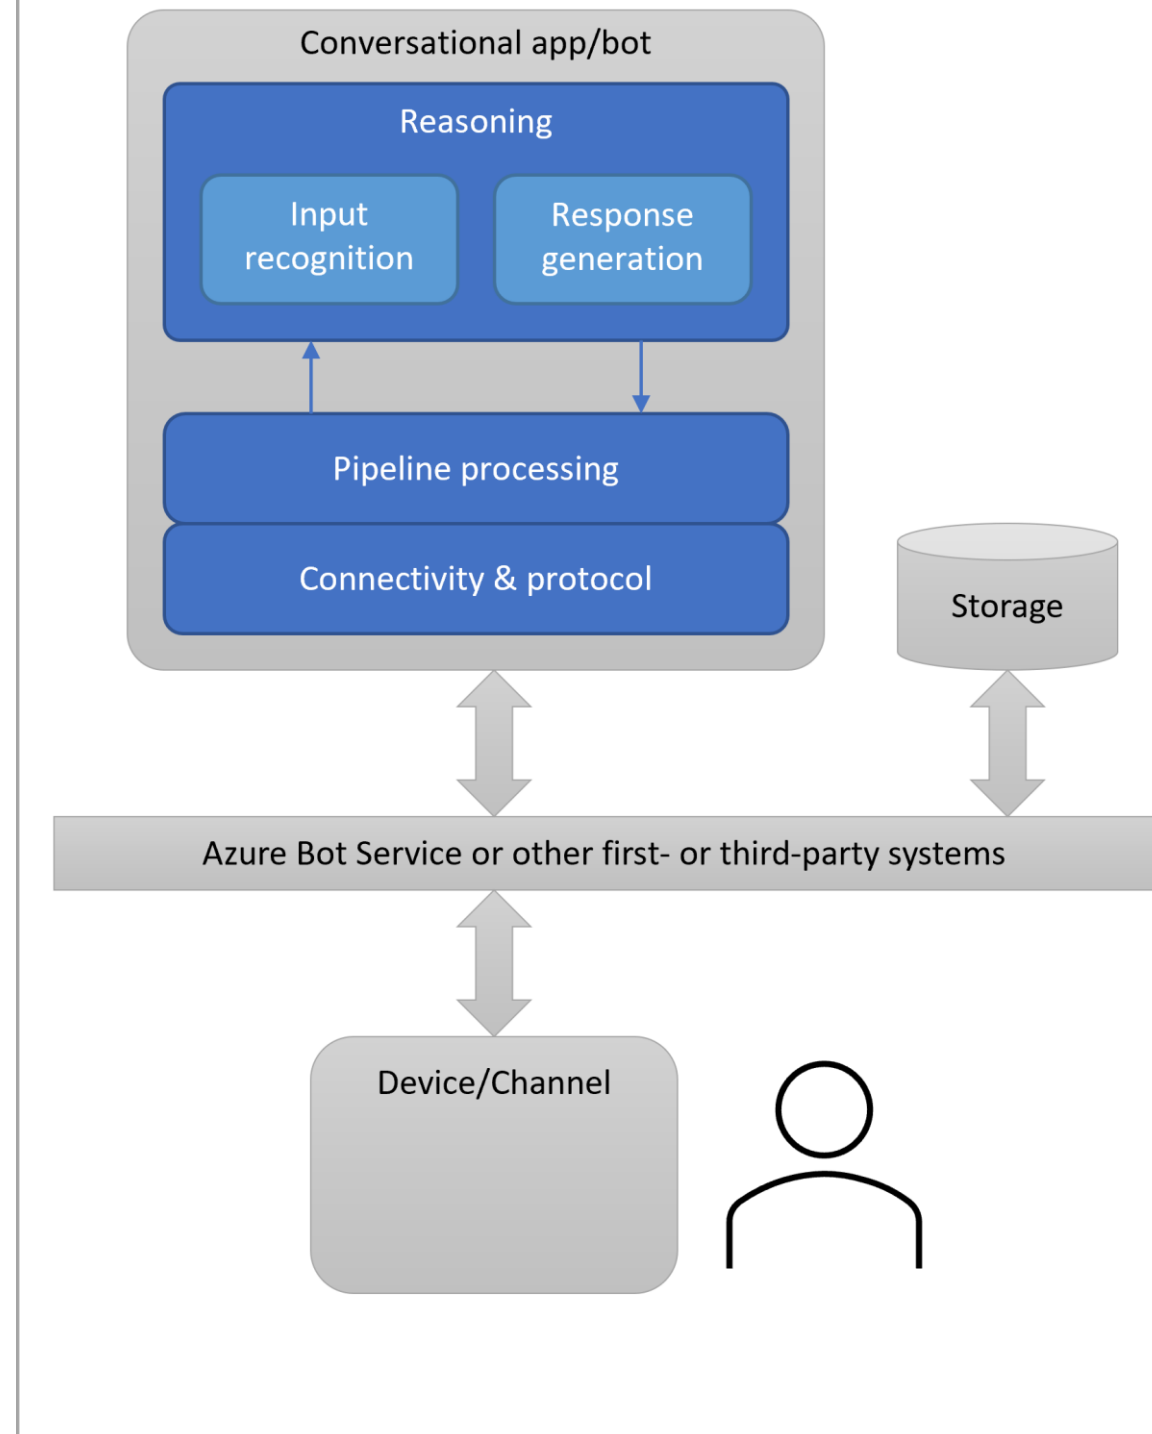 Conversational app/bot
Reasoning
Input
recognition
Response
generation
Pipeline processing
Connectivity & protocol
Storage
Azure Bot Service or other first- or third-party systems
Device/Channel